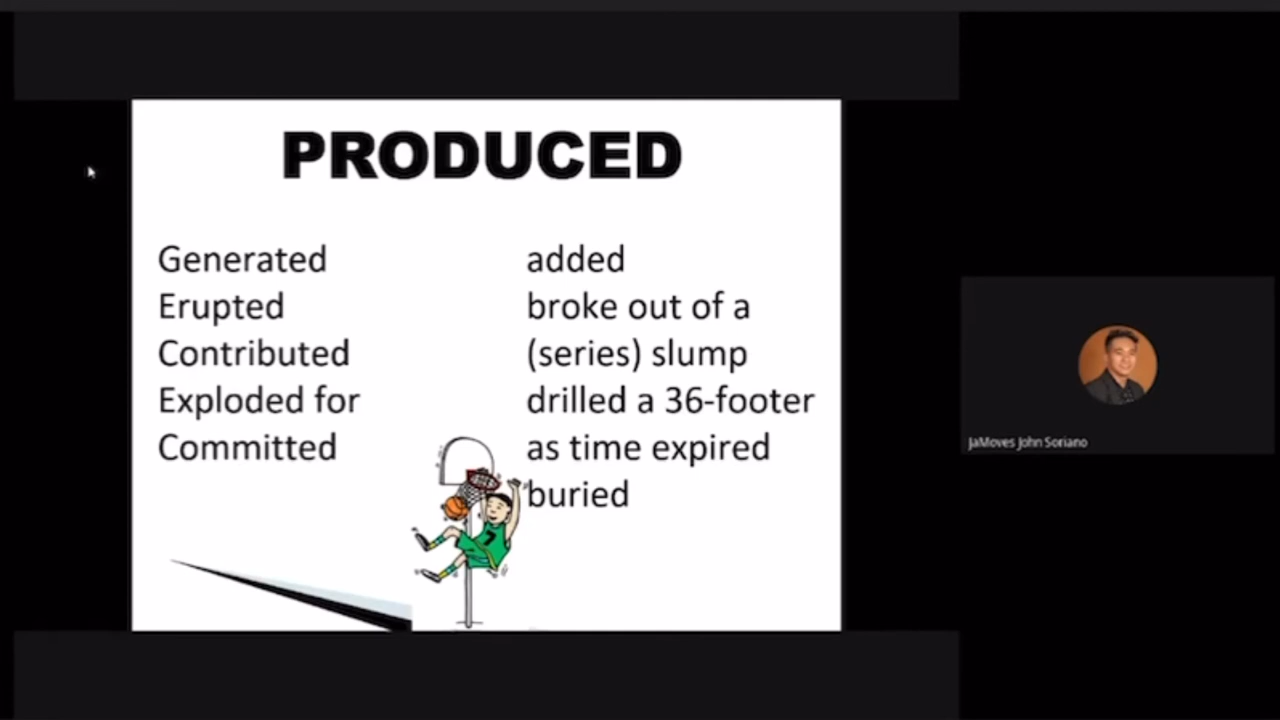 PRODUCED
Generated
Erupted
Contributed
Exploded for
Committed
added
broke out of a
(series) slump
drilled a 36-footer
as time expired
buried
7
JaMoves John Soriano